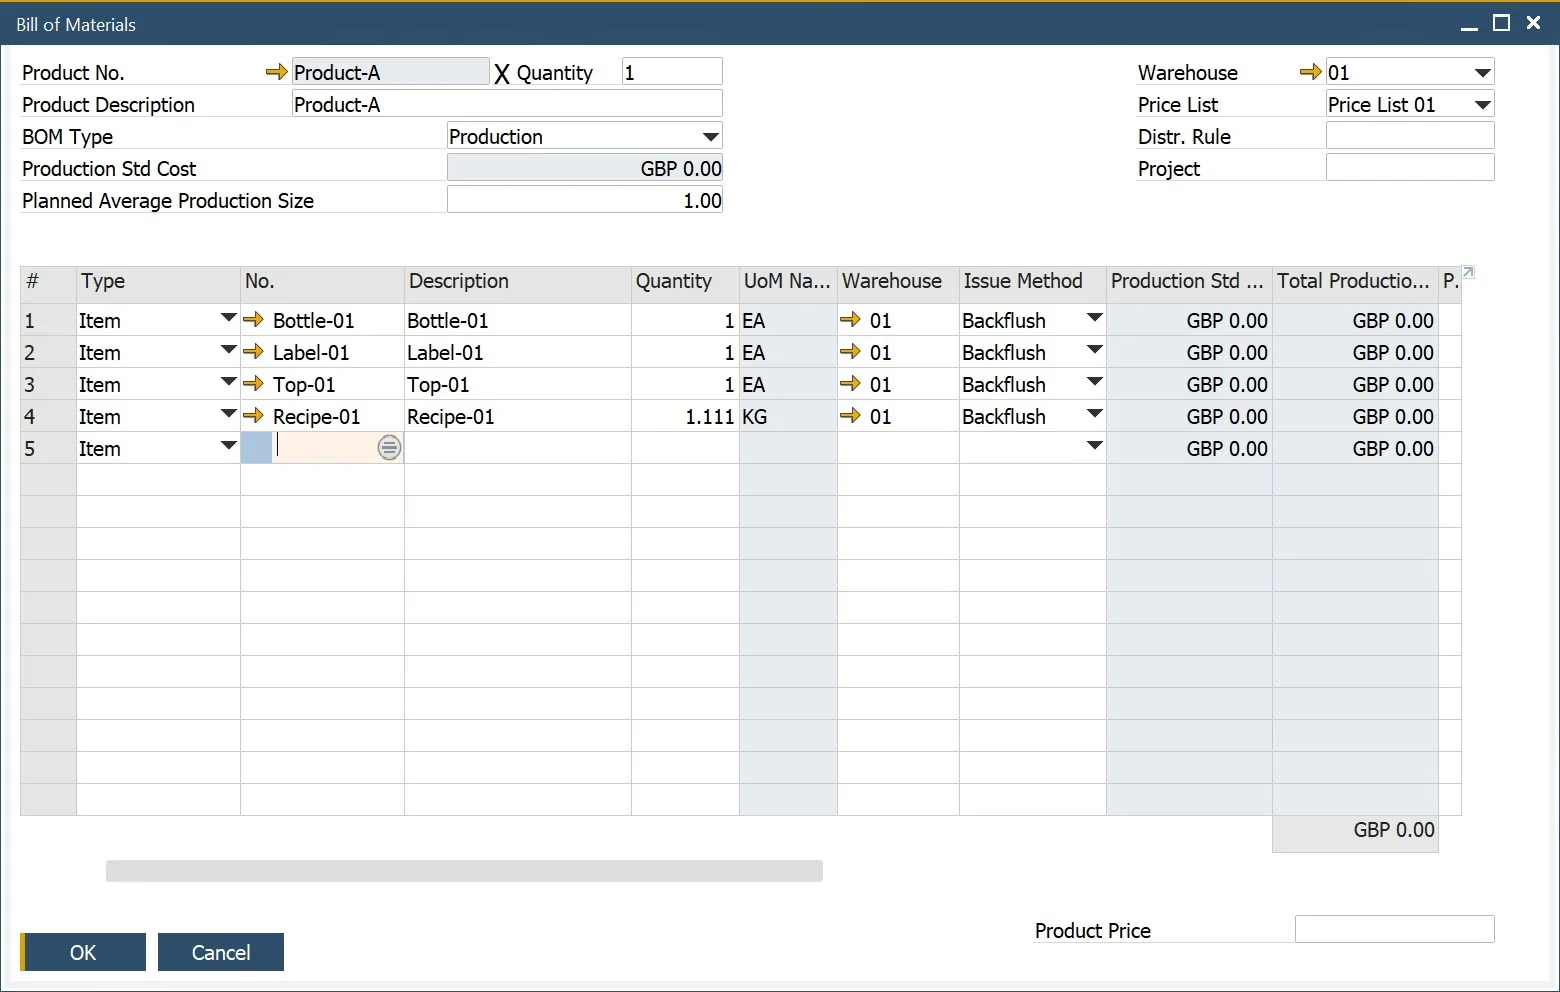 Bill of Materials
Product No. Product-A X Quantity 1 Warehouse 01
Product Description Product-A Price List Price List 01
BOM Type Production Distr. Rule
Production Std Cost GBP 0.00 Project
Planned Average Production Size 1.00
# Type No. Description Quantity UoM Na... Warehouse Issue Method Production Std ... Total Productio... P.
1 Item Bottle-01 Bottle-01 1 EA 01 Backflush GBP 0.00 GBP 0.00
2 Item Label-01 Label-01 1 EA 01 Backflush GBP 0.00 GBP 0.00
3 Item Top-01 Top-01 1 EA 01 Backflush GBP 0.00 GBP 0.00
4 Item Recipe-01 Recipe-01 1.111 KG 01 Backflush GBP 0.00 GBP 0.00
5 Item GBP 0.00 GBP 0.00
GBP 0.00
Product Price
OK Cancel